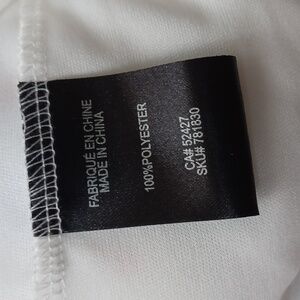 FABRIQUÉ EN CHINE
MADE IN CHINA
100%POLYESTER
CA# 52427
SKU# 781830